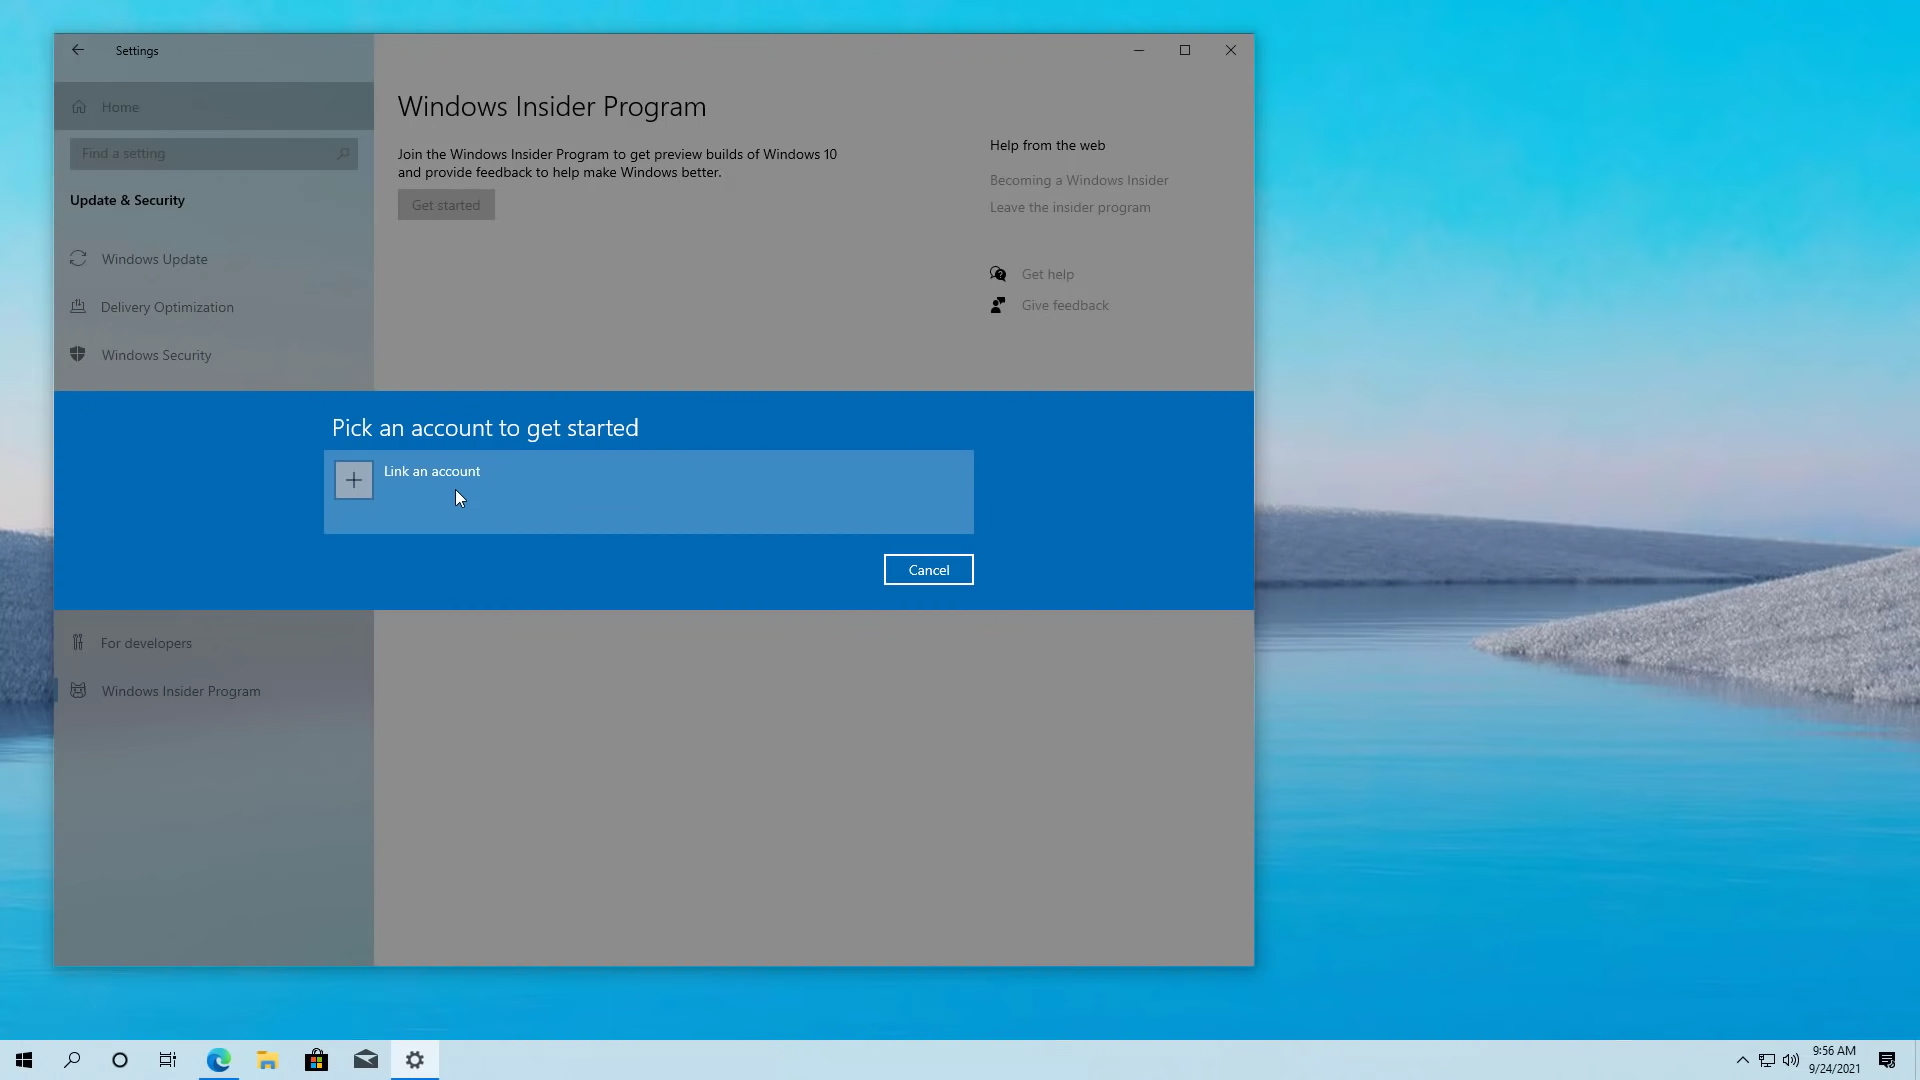 Settings
Home
Find a setting
Update & Security
Windows Update
Delivery Optimization
Windows Security
Windows Insider Program
Join the Windows Insider Program to get preview builds of Windows 10
and provide feedback to help make Windows better.
Get started
Help from the web
Becoming a Windows Insider
Leave the insider program
Get help
Give feedback
Pick an account to get started
Link an account
Cancel
For developers
Windows Insider Program
9:56 AM
9/24/2021